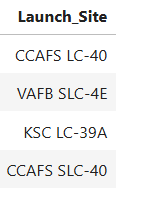 Launch_Site
CCAFS LC-40
VAFB SLC-4E
KSC LC-39A
CCAFS SLC-40